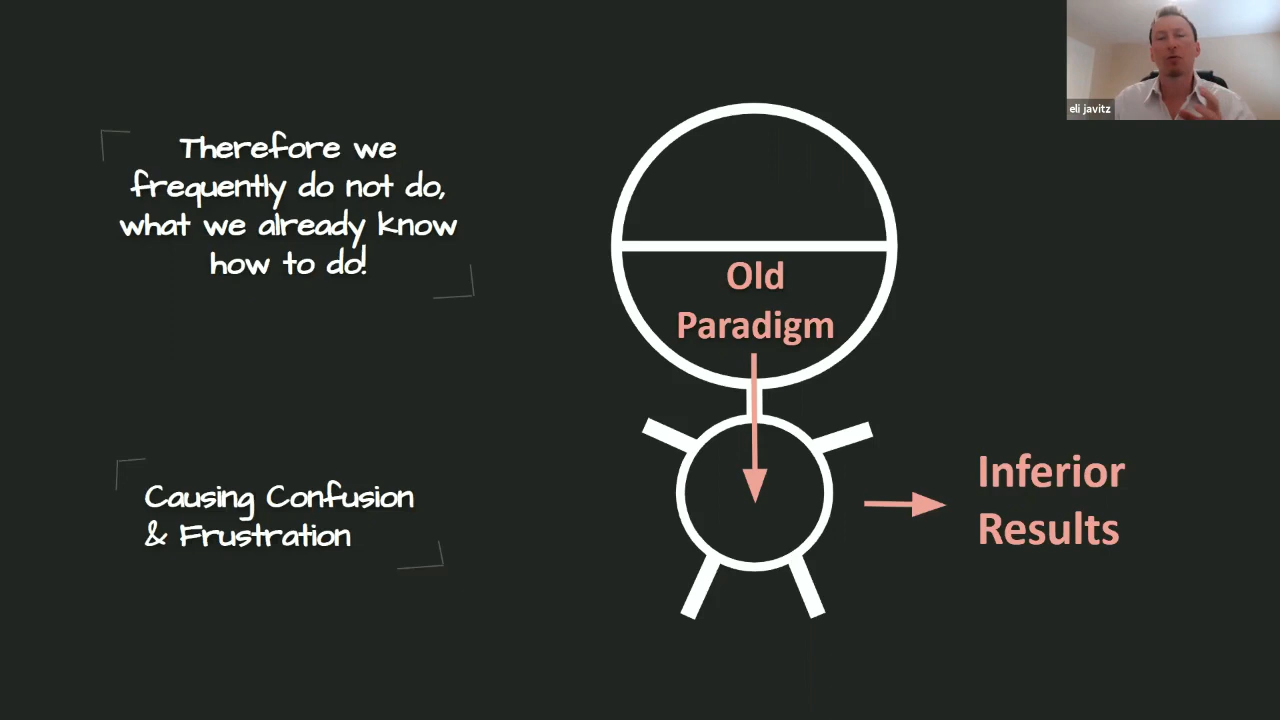 Therefore we
frequently do not do,
what we already know
how to do!
Causing Confusion
& Frustration
Old
Paradigm
Inferior
Results
eli javitz